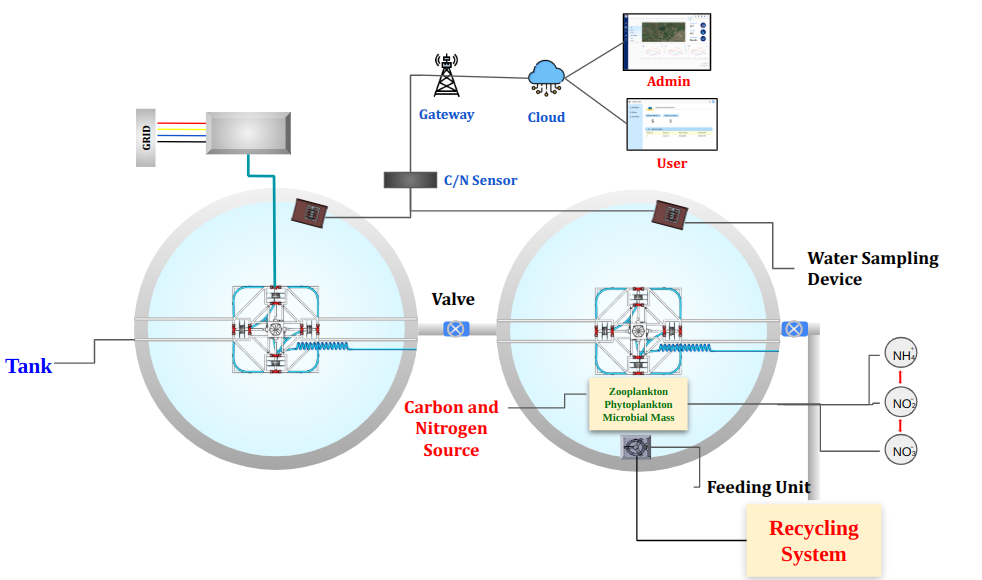 Admin
Gateway
Cloud
GRID
User
C/N Sensor
Water Sampling
Device
Valve
Tank
NH4+
Zooplankton
Phytoplankton
Microbial Mass
Carbon and
Nitrogen
Source
NO2-
NO3-
Feeding Unit
Recycling
System